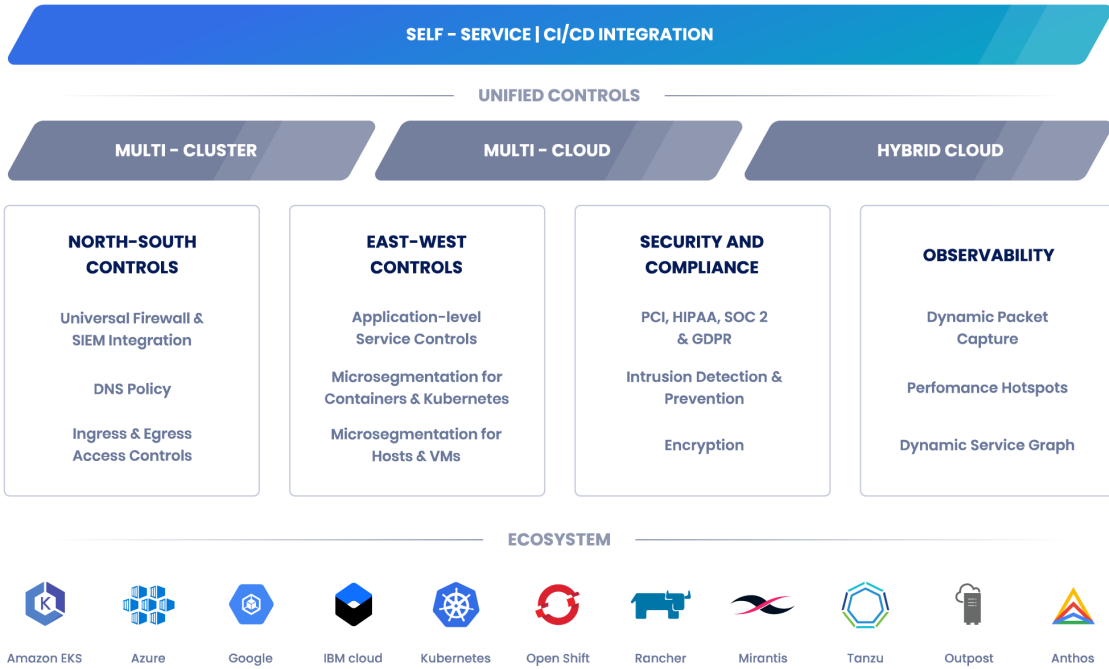 SELF - SERVICE | CI/CD INTEGRATION
UNIFIED CONTROLS
MULTI - CLUSTER
MULTI - CLOUD
HYBRID CLOUD
NORTH-SOUTH
CONTROLS
Universal Firewall &
SIEM Integration
DNS Policy
Ingress & Egress
Access Controls
EAST-WEST
CONTROLS
Application-level
Service Controls
Microsegmentation for
Containers & Kubernetes
Microsegmentation for
Hosts & VMs
SECURITY AND
COMPLIANCE
PCI, HIPAA, SOC 2
& GDPR
Intrusion Detection &
Prevention
Encryption
OBSERVABILITY
Dynamic Packet
Capture
Perfomance Hotspots
Dynamic Service Graph
ECOSYSTEM
K
Amazon EKS
Azure
Google
IBM cloud
Kubernetes
Open Shift
Rancher
Mirantis
Tanzu
Outpost
Anthos